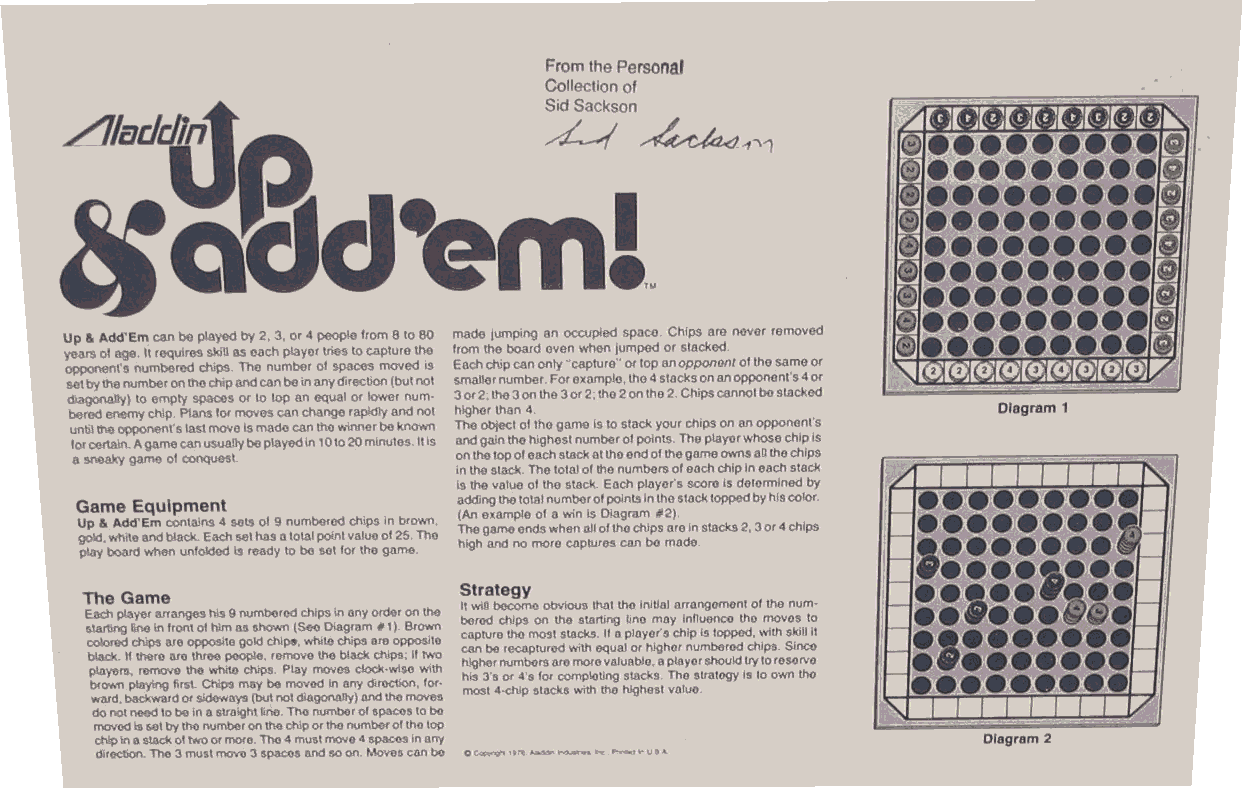 From the Personal
Collection of
Sid Sackson
Sid Sackson
Aladdin
Up
& add'em!
TM
Up & Add'Em can be played by 2, 3, or 4 people from 8 to 80
years of age. It requires skill as each player tries to capture the
opponent's numbered chips. The number of spaces moved is
set by the number on the chip and can be in any direction (but not
diagonally) to empty spaces or to top an equal or lower num-
bered enemy chip. Plans for moves can change rapidly and not
until the opponent's last move is made can the winner be known
for certain. A game can usually be played in 10 to 20 minutes. It is
a sneaky game of conquest.
Game Equipment
Up & Add'Em contains 4 sets of 9 numbered chips in brown,
gold, white and black. Each set has a total point value of 25. The
play board when unfolded is ready to be set for the game.
The Game
Each player arranges his 9 numbered chips in any order on the
starting line in front of him as shown (See Diagram #1). Brown
colored chips are opposite gold chips, white chips are opposite
black. If there are three people, remove the black chips; if two
players, remove the white chips. Play moves clock-wise with
brown playing first. Chips may be moved in any direction, for-
ward, backward or sideways (but not diagonally) and the moves
do not need to be in a straight line. The number of spaces to be
moved is set by the number on the chip or the number of the top
chip in a stack of two or more. The 4 must move 4 spaces in any
direction. The 3 must move 3 spaces and so on. Moves can be
made jumping an occupied space. Chips are never removed
from the board even when jumped or stacked.
Each chip can only "capture" or top an opponent of the same or
smaller number. For example, the 4 stacks on an opponent's 4 or
3 or 2; the 3 on the 3 or 2; the 2 on the 2. Chips cannot be stacked
higher than 4.
The object of the game is to stack your chips on an opponent's
and gain the highest number of points. The player whose chip is
on the top of each stack at the end of the game owns all the chips
in the stack. The total of the numbers of each chip in each stack
is the value of the stack. Each player's score is determined by
adding the total number of points in the stack topped by his color.
(An example of a win is Diagram #2).
The game ends when all of the chips are in stacks 2, 3 or 4 chips
high and no more captures can be made.
Strategy
It will become obvious that the initial arrangement of the num-
bered chips on the starting line may influence the moves to
capture the most stacks. If a player's chip is topped, with skill it
can be recaptured with equal or higher numbered chips. Since
higher numbers are more valuable, a player should try to reserve
his 3's or 4's for completing stacks. The strategy is to own the
most 4-chip stacks with the highest value.
© Copyright 1976, Aladdin Industries, Inc. Printed in U.S.A.
2 2 2 4 3 4 3 2 3
Diagram 1
Diagram 2